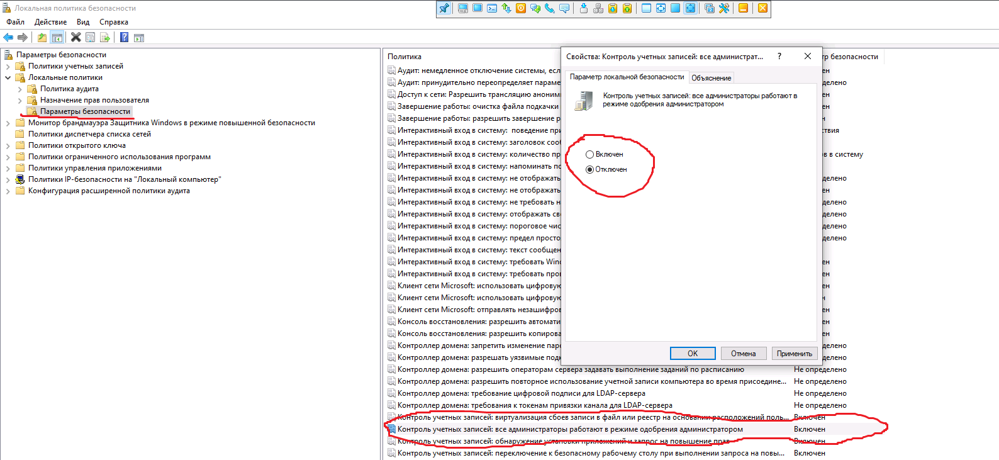 Локальная политика безопасности
Файл Действие Вид Справка
Параметры безопасности
Политики учетных записей
Локальные политики
Политика аудита
Назначение прав пользователя
Параметры безопасности
Монитор брандмауэра Защитника Windows в режиме повышенной безопасности
Политики диспетчера списка сетей
Политики открытого ключа
Политики ограниченного использования программ
Политики управления приложениями
Политики IP-безопасности на "Локальный компьютер"
Конфигурация расширенной политики аудита
Политика р безопасности
Аудит: немедленное отключение системы, есл ен
Аудит: принудительно переопределяет параме делено
Доступ к сети: Разрешить трансляцию аноним ен
Завершение работы: очистка файла подкачки ен
Завершение работы: разрешить завершение р ен
Интерактивный вход в систему: поведение при ствия
Интерактивный вход в систему: заголовок соо
Интерактивный вход в систему: количество пр ов в систему
Интерактивный вход в систему: напоминать по
Интерактивный вход в систему: не отображать делено
Интерактивный вход в систему: не отображать ен
Интерактивный вход в систему: не требовать н делено
Интерактивный вход в систему: отображать све делено
Интерактивный вход в систему: пороговое чис делено
Интерактивный вход в систему: предел просто делено
Интерактивный вход в систему: текст сообщен
Интерактивный вход в систему: требовать Win ен
Интерактивный вход в систему: требовать про ен
Клиент сети Microsoft: использовать цифровую ен
Клиент сети Microsoft: использовать цифровую н
Клиент сети Microsoft: отправлять незашифро ен
Консоль восстановления: разрешить автомати ен
Консоль восстановления: разрешить копирова ен
Контроллер домена: запретить изменение паро делено
Контроллер домена: разрешать уязвимые под делено
Контроллер домена: разрешить операторам сервера задавать выполнение заданий по расписанию Не определено
Контроллер домена: разрешить повторное использование учетной записи компьютера во время присоедине... Не определено
Контроллер домена: требование цифровой подписи для LDAP-сервера Не определено
Контроллер домена: требования к токенам привязки канала для LDAP-сервера Не определено
Контроль учетных записей: виртуализация сбоев записи в файл или реестр на основании расположений поль... Включен
Контроль учетных записей: все администраторы работают в режиме одобрения администратором Включен
Контроль учетных записей: обнаружение установки приложений и запрос на повышение прав Включен
Контроль учетных записей: переключение к безопасному рабочему столу при выполнении запроса на повы... Включен
Свойства: Контроль учетных записей: все администрат... ?
Параметр локальной безопасности Объяснение
Контроль учетных записей: все администраторы работают в
режиме одобрения администратором
Включен
Отключен
ОК Отмена Применить